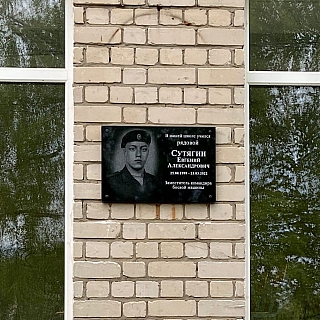 В нашей школе учился
рядовой
СУТЯГИН
ЕВГЕНИЙ
АЛЕКСАНДРОВИЧ
Заместитель командира
боевой машины